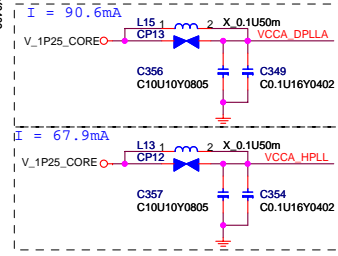 I = 90.6mA
L15 1 2 X_0.1U50m
CP13 VCCA_DPLLA
V_1P25_CORE
C356 C349
C10U10Y0805 C0.1U16Y0402
I = 67.9mA
L13 1 2 X_0.1U50m
CP12 VCCA_HPLL
V_1P25_CORE
C357 C354
C10U10Y0805 C0.1U16Y0402